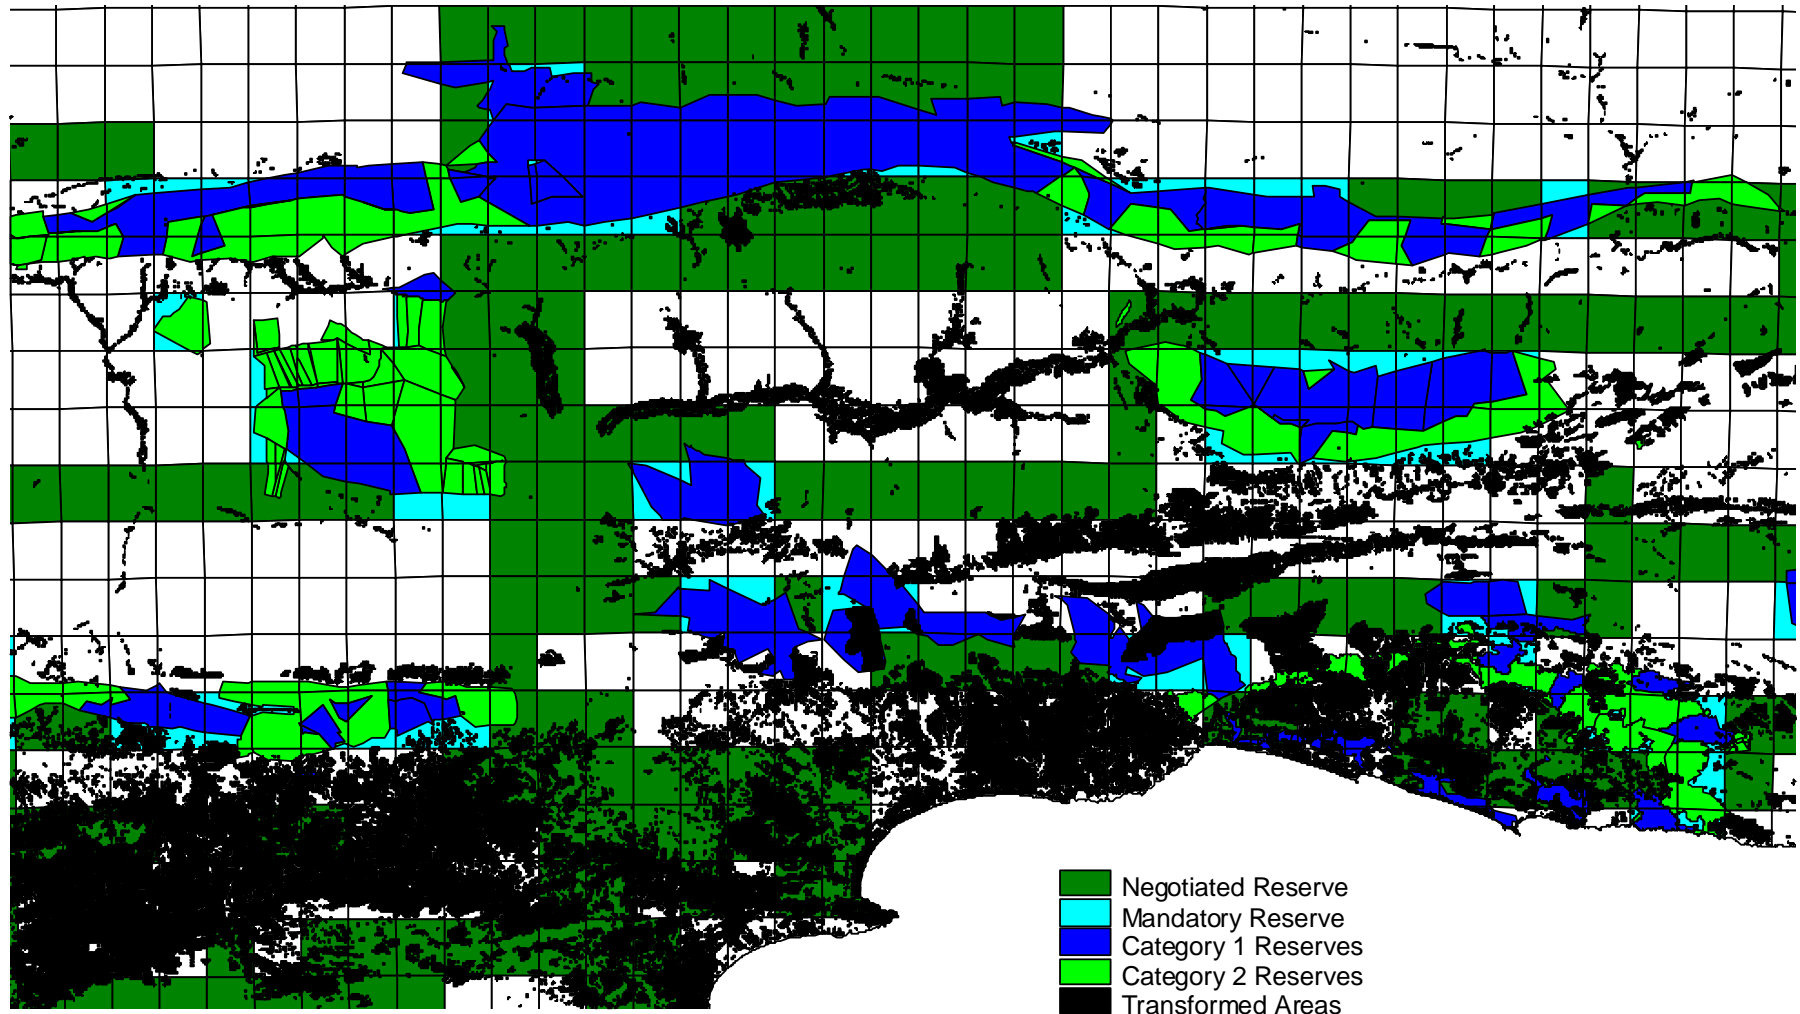 Negotiated Reserve
Mandatory Reserve
Category 1 Reserves
Category 2 Reserves
Transformed Areas